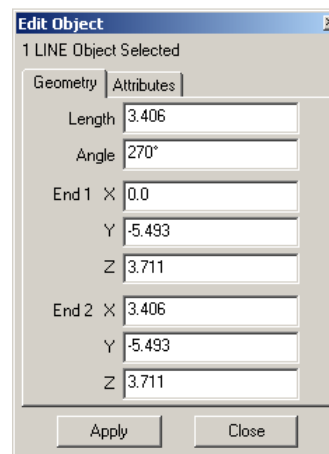 Edit Object
1 LINE Object Selected
Geometry Attributes
Length 3.406
Angle 270°
End 1 X 0.0
Y -5.493
Z 3.711
End 2 X 3.406
Y -5.493
Z 3.711
Apply Close